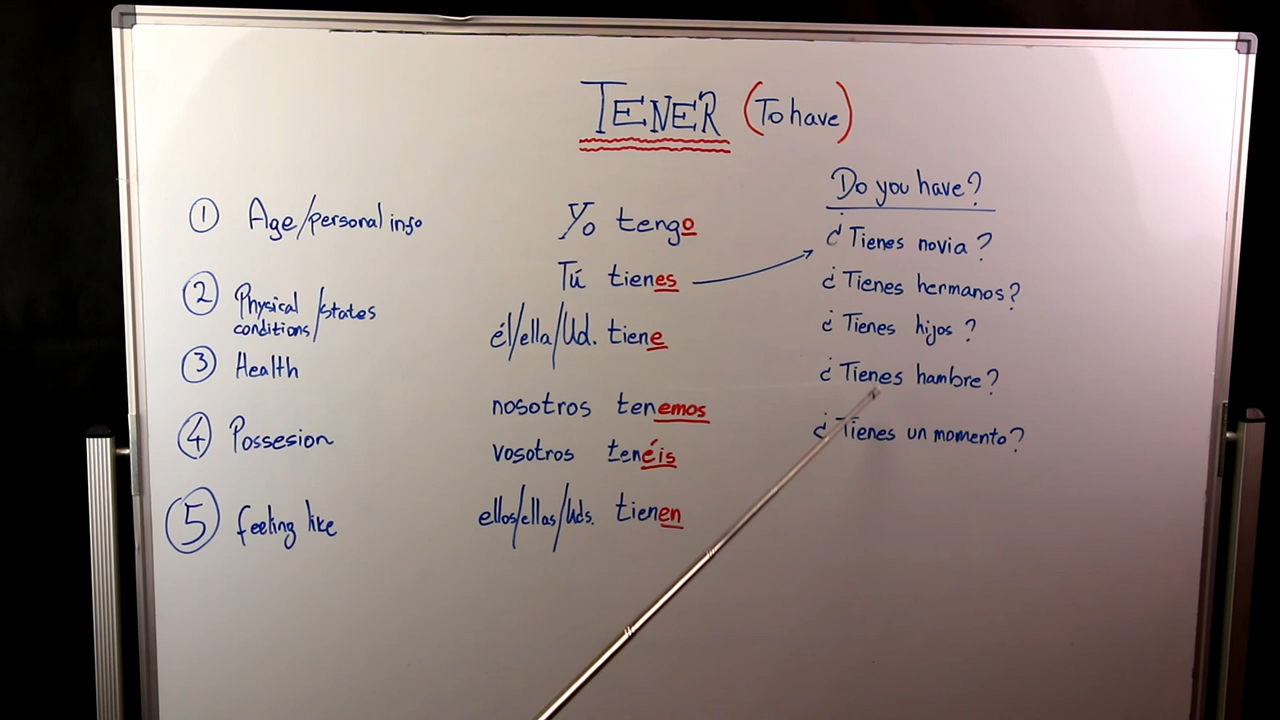 TENER (To have)
① Age/personal info
② Physical/states
conditions/
③ Health
④ Possesion
⑤ feeling like
Yo tengo
Tú tienes
él/ella/Ud. tiene
nosotros tenemos
vosotros tenéis
ellos/ellas/Uds. tienen
Do you have?
¿Tienes novia?
¿Tienes hermanos?
¿Tienes hijos?
¿Tienes hambre?
¿Tienes un momento?